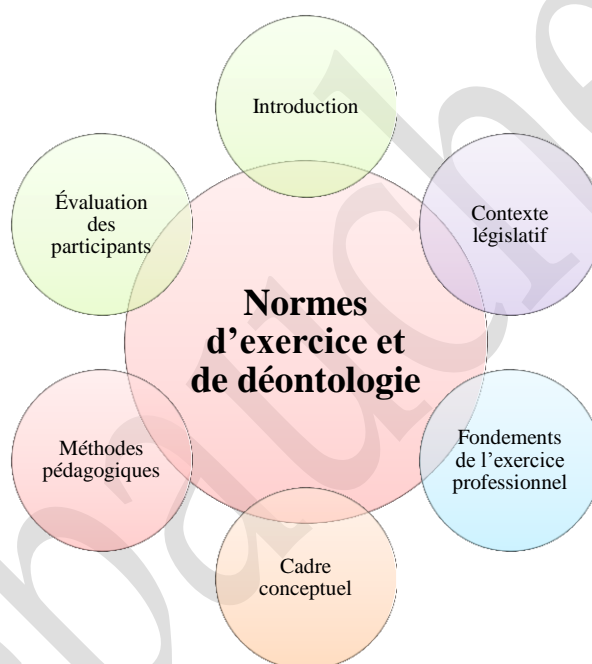 Introduction
Contexte
législatif
Fondements
de l'exercice
professionnel
Cadre
conceptuel
Méthodes
pédagogiques
Évaluation
des
participants
Normes
d'exercice et
de déontologie